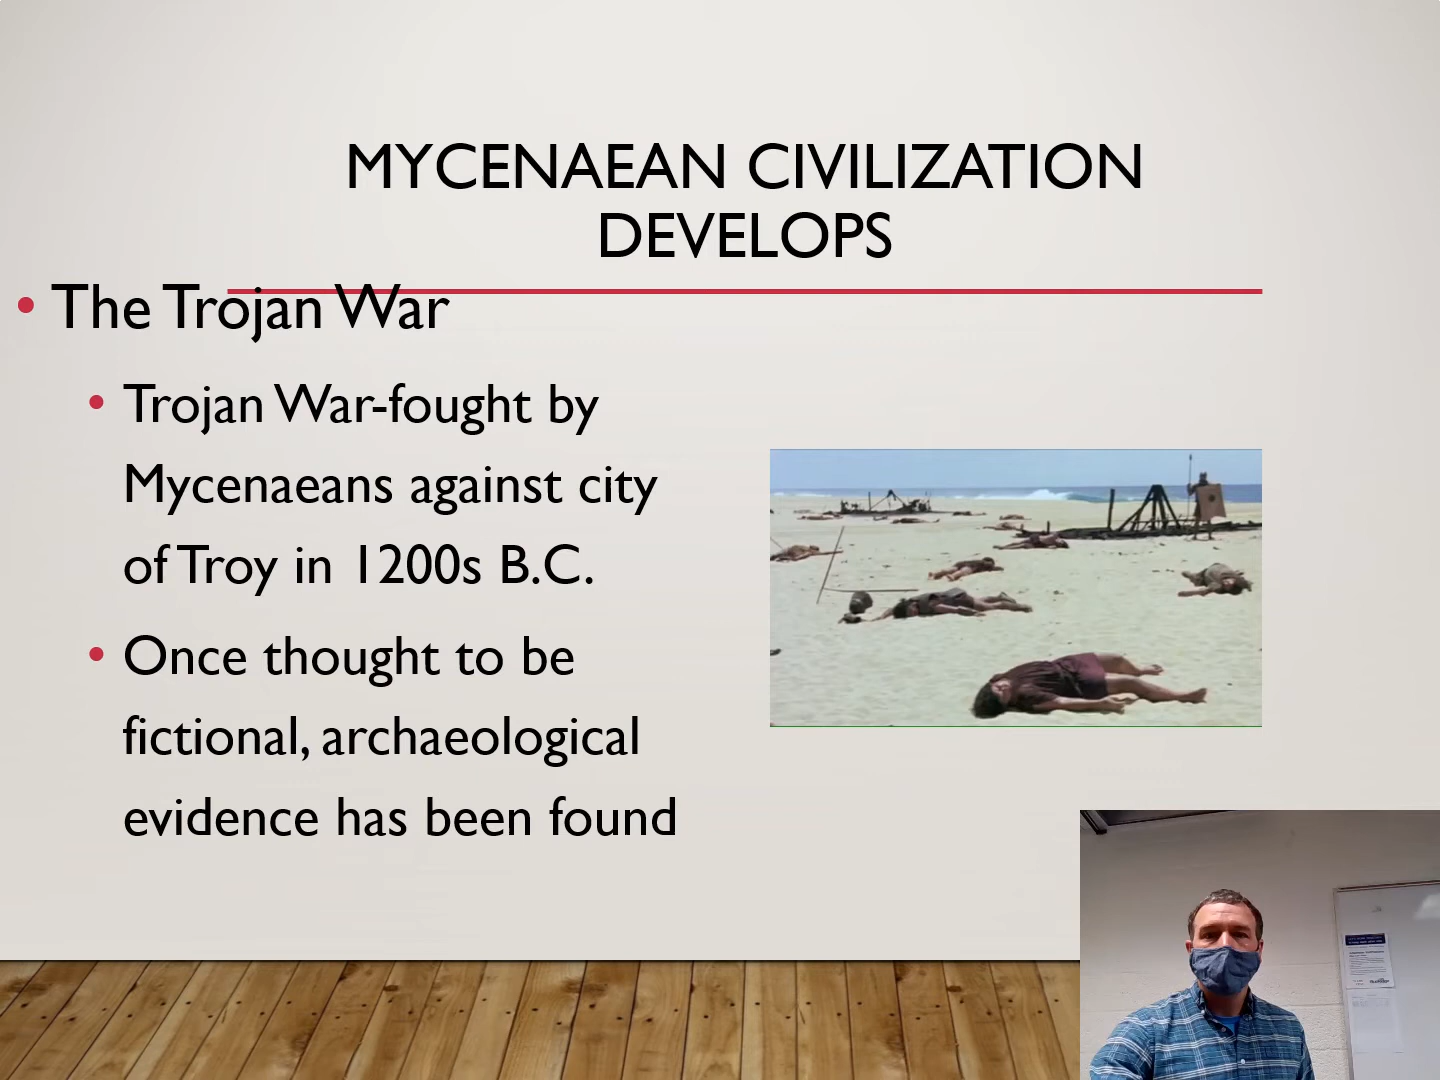 MYCENAEAN CIVILIZATION
DEVELOPS
• The Trojan War
• Trojan War-fought by
Mycenaeans against city
of Troy in 1200s B.C.
• Once thought to be
fictional, archaeological
evidence has been found